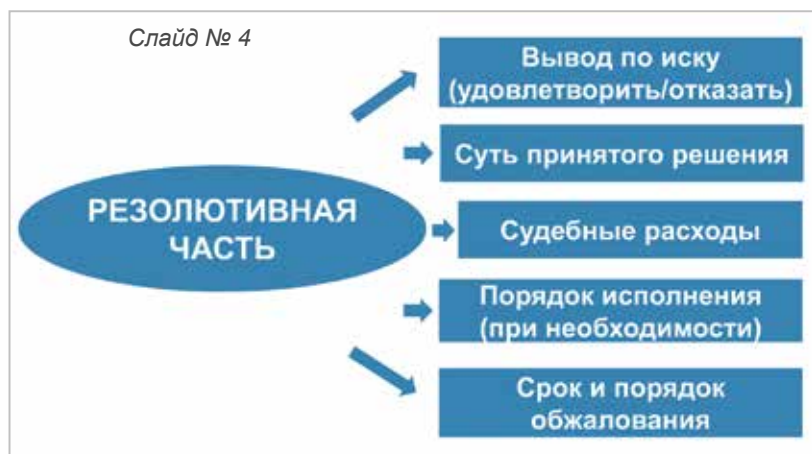 Слайд № 4
РЕЗОЛЮТИВНАЯ
ЧАСТЬ
Вывод по иску
(удовлетворить/отказать)
Суть принятого решения
Судебные расходы
Порядок исполнения
(при необходимости)
Срок и порядок
обжалования